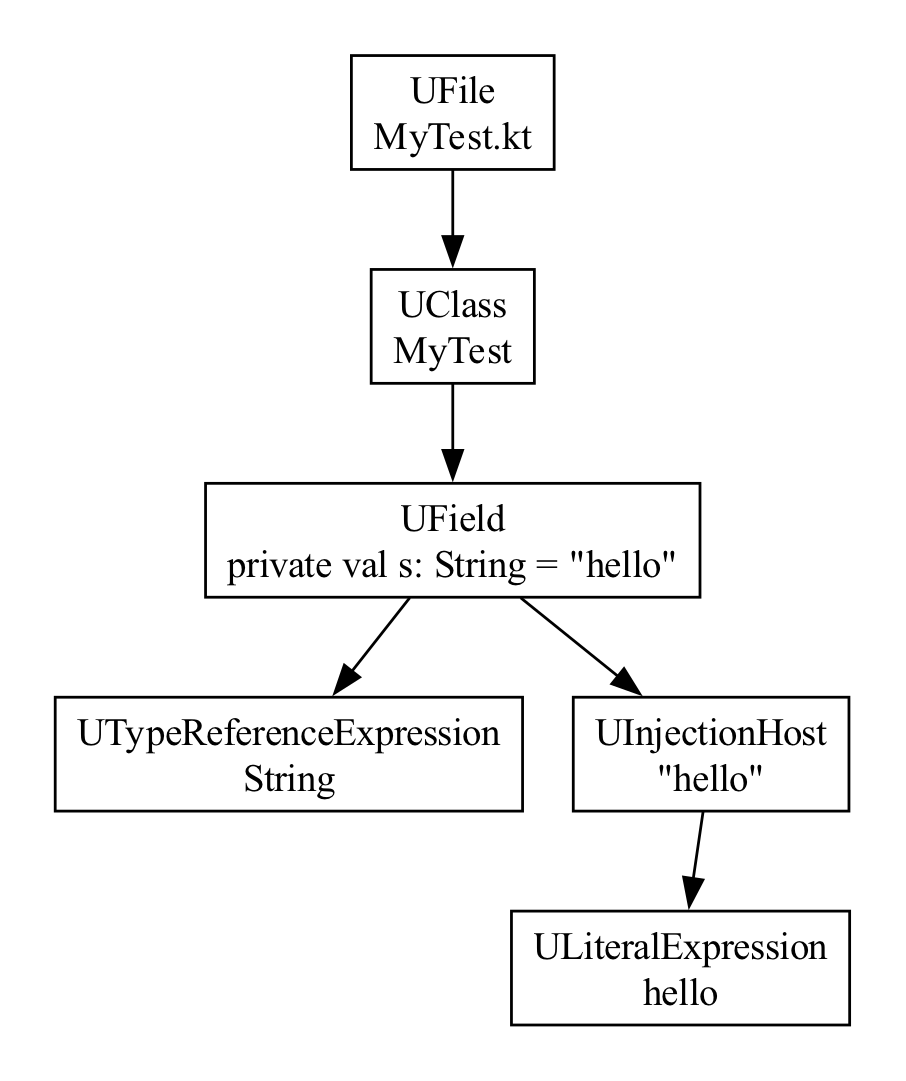 UFile
MyTest.kt
UClass
MyTest
UField
private val s: String = "hello"
UTypeReferenceExpression
String
UInjectionHost
"hello"
ULiteralExpression
hello